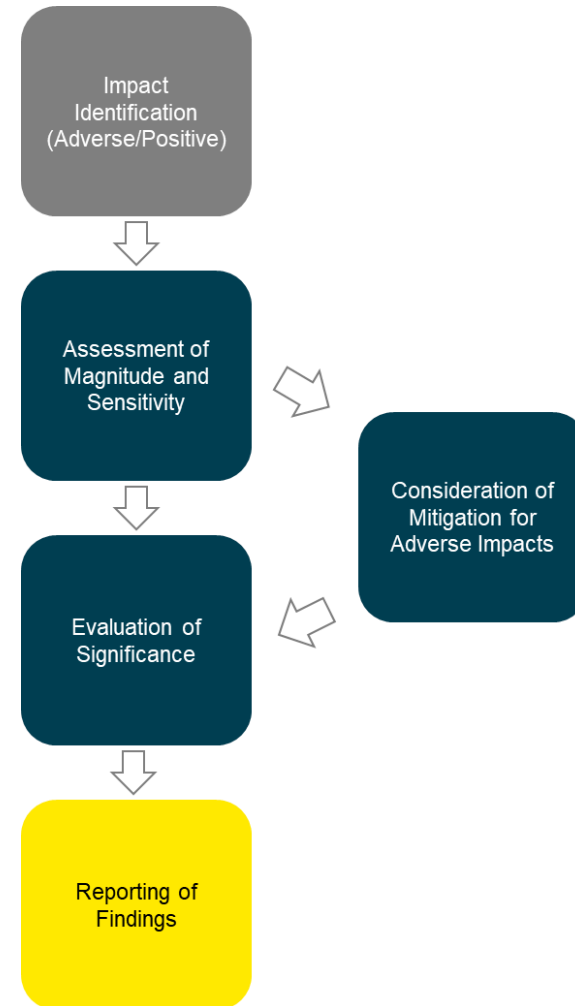 Impact
Identification
(Adverse/Positive)
Assessment of
Magnitude and
Sensitivity
Consideration of
Mitigation for
Adverse Impacts
Evaluation of
Significance
Reporting of
Findings